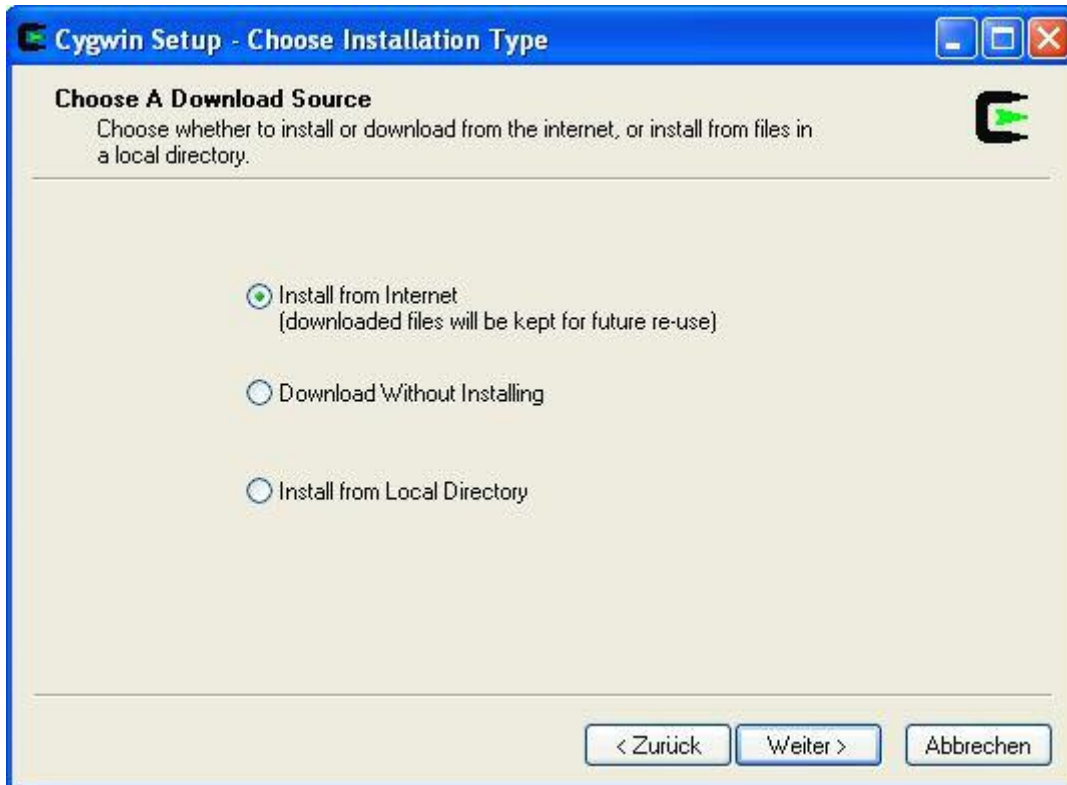 Cygwin Setup - Choose Installation Type
Choose A Download Source
Choose whether to install or download from the internet, or install from files in
a local directory.
Install from Internet
(downloaded files will be kept for future re-use)
Download Without Installing
Install from Local Directory
< Zurück Weiter > Abbrechen